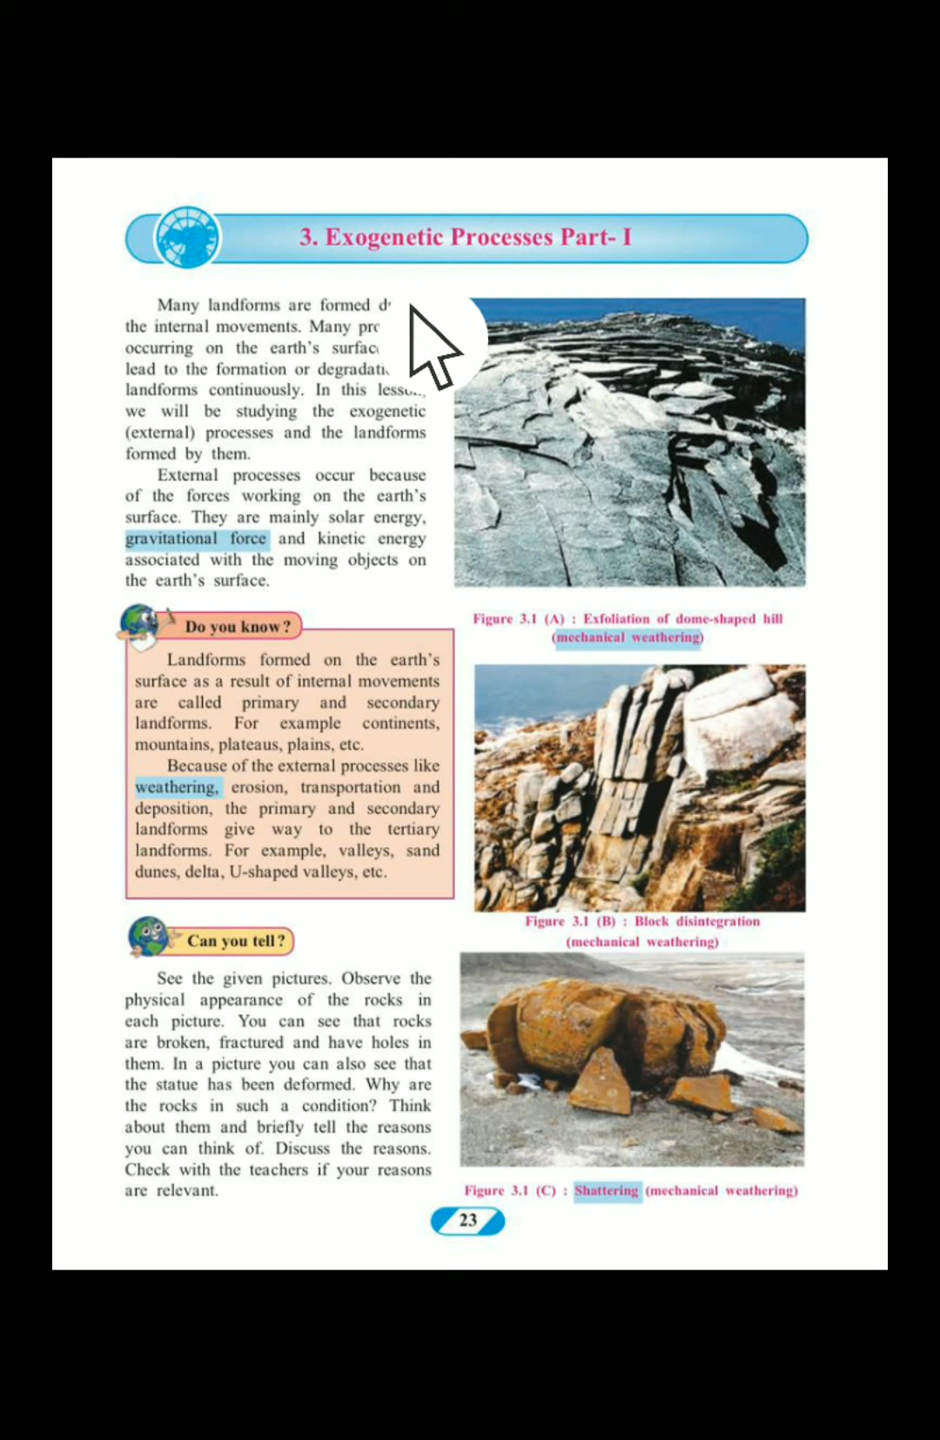 3. Exogenetic Processes Part- I
Many landforms are formed
the internal movements. Many
occurring on the earth's
lead to the formation or
landforms continuously. In this
we will be studying the exogenetic
(external) processes and the landforms
formed by them.
External processes occur because
of the forces working on the earth's
surface. They are mainly solar energy,
gravitational force and kinetic energy
associated with the moving objects on
the earth's surface.
Do you know?
Landforms formed on the earth's
surface as a result of internal movements
are called primary and secondary
landforms. For example continents,
mountains, plateaus, plains, etc.
Because of the external processes like
weathering, erosion, transportation and
deposition, the primary and secondary
landforms give way to the tertiary
landforms. For example, valleys, sand
dunes, delta, U-shaped valleys, etc.
Can you tell?
See the given pictures. Observe the
physical appearance of the rocks in
each picture. You can see that rocks
are broken, fractured and have holes in
them. In a picture you can also see that
the statue has been deformed. Why are
the rocks in such a condition? Think
about them and briefly tell the reasons
you can think of. Discuss the reasons.
Check with the teachers if your reasons
are relevant.
Figure 3.1 (A) : Exfoliation of dome-shaped hill
(mechanical weathering)
Figure 3.1 (B) : Block disintegration
(mechanical weathering)
Figure 3.1 (C) : Shattering (mechanical weathering)
23